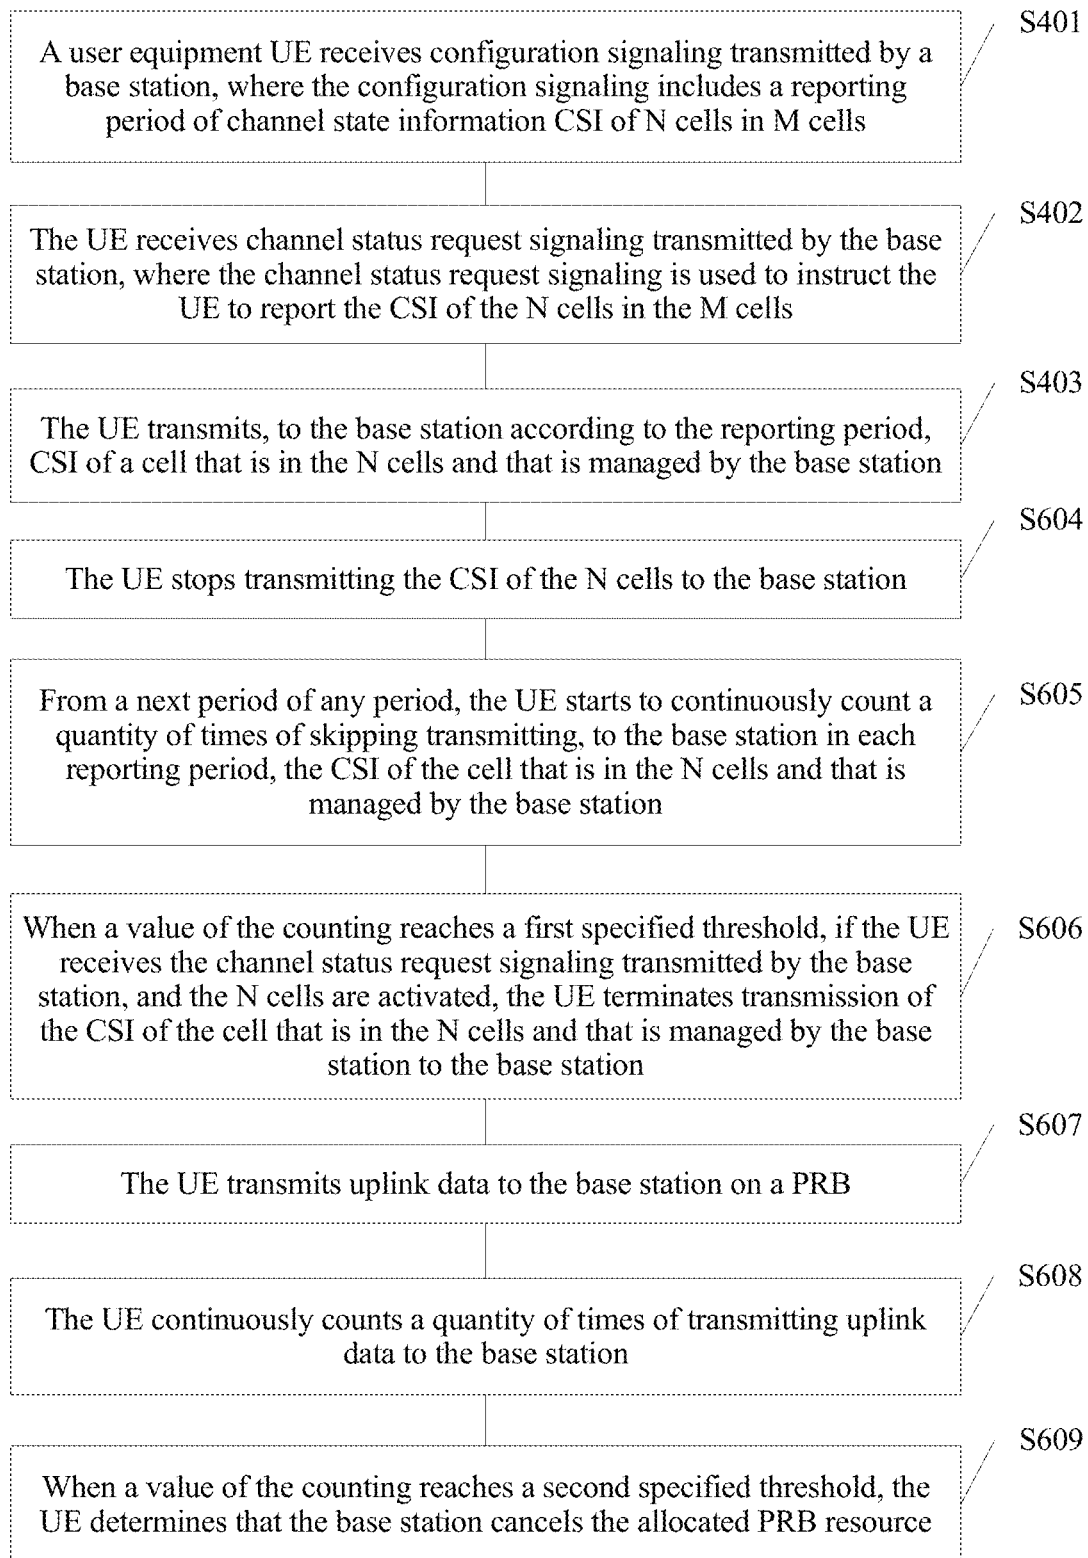 S401
A user equipment UE receives configuration signaling transmitted by a
base station, where the configuration signaling includes a reporting
period of channel state information CSI of N cells in M cells
S402
The UE receives channel status request signaling transmitted by the base
station, where the channel status request signaling is used to instruct the
UE to report the CSI of the N cells in the M cells
S403
The UE transmits, to the base station according to the reporting period,
CSI of a cell that is in the N cells and that is managed by the base station
S604
The UE stops transmitting the CSI of the N cells to the base station
S605
From a next period of any period, the UE starts to continuously count a
quantity of times of skipping transmitting, to the base station in each
reporting period, the CSI of the cell that is in the N cells and that is
managed by the base station
S606
When a value of the counting reaches a first specified threshold, if the UE
receives the channel status request signaling transmitted by the base
station, and the N cells are activated, the UE terminates transmission of
the CSI of the cell that is in the N cells and that is managed by the base
station to the base station
S607
The UE transmits uplink data to the base station on a PRB
S608
The UE continuously counts a quantity of times of transmitting uplink
data to the base station
S609
When a value of the counting reaches a second specified threshold, the
UE determines that the base station cancels the allocated PRB resource